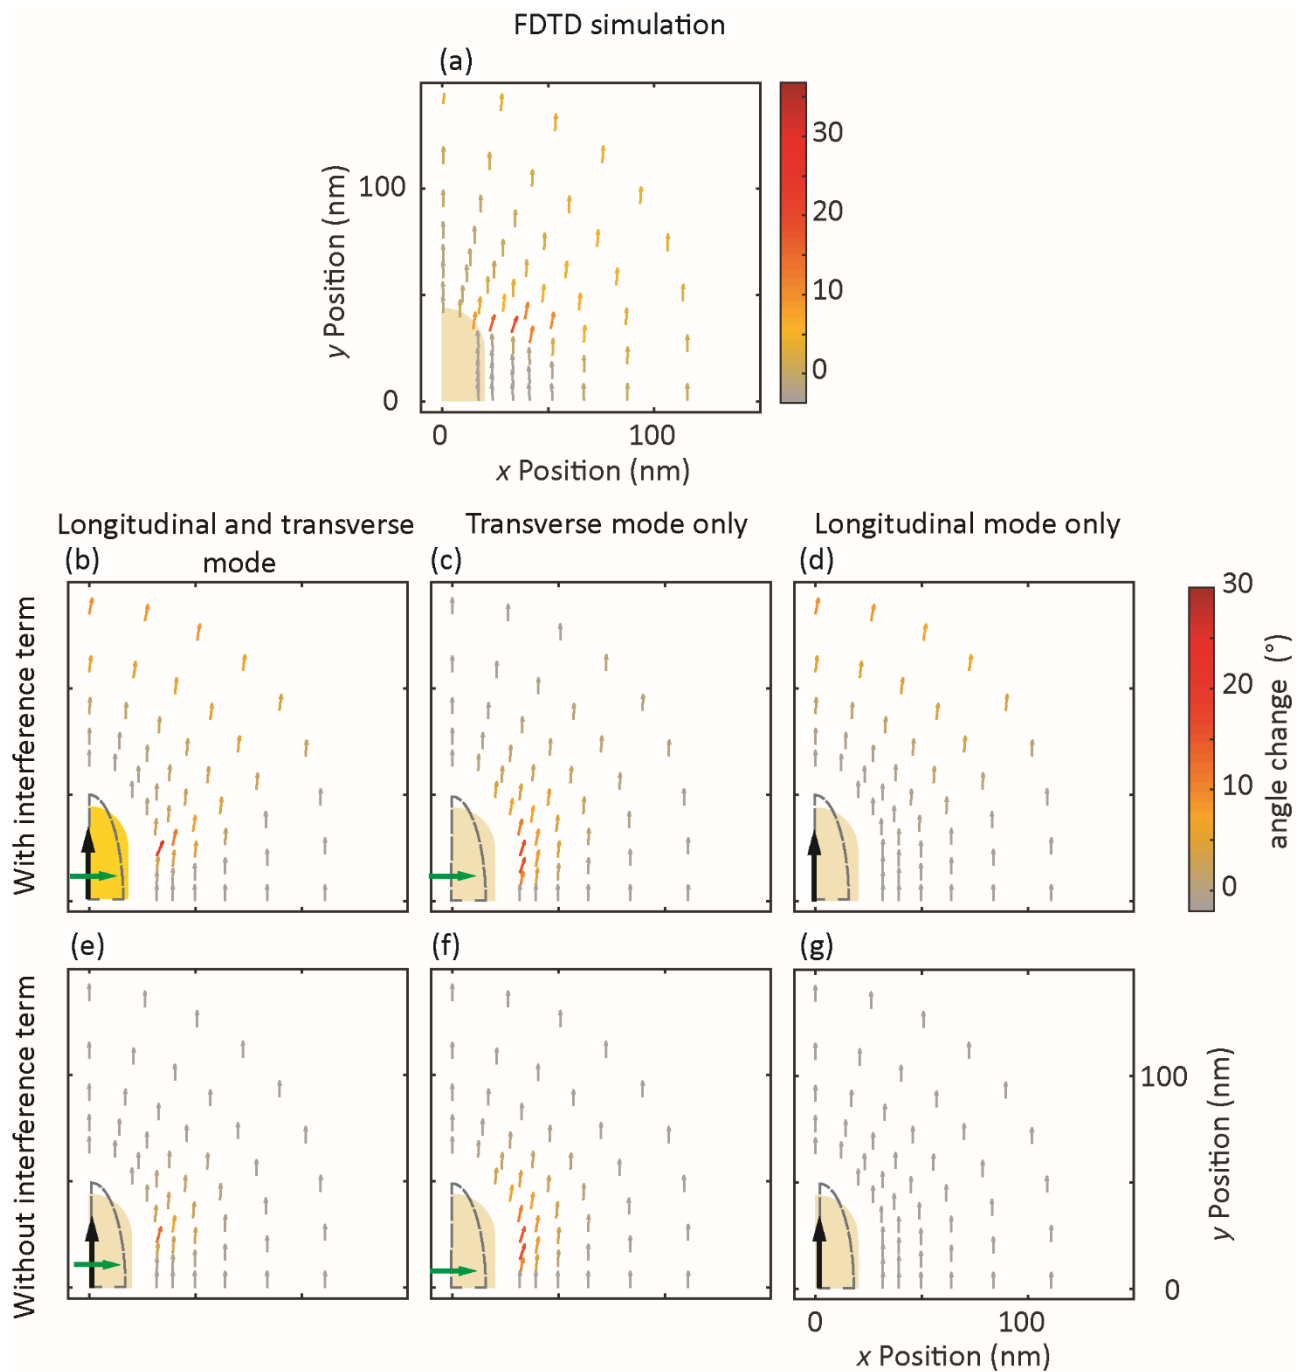 FDTD simulation
(a)
30
20
10
0
100
0
y Position (nm)
0
100
x Position (nm)
Longitudinal and transverse
mode
Transverse mode only
Longitudinal mode only
(b)
(c)
(d)
With interference term
30
20
10
0
angle change (°)
(e)
(f)
(g)
Without interference term
100
0
y Position (nm)
0
100
x Position (nm)